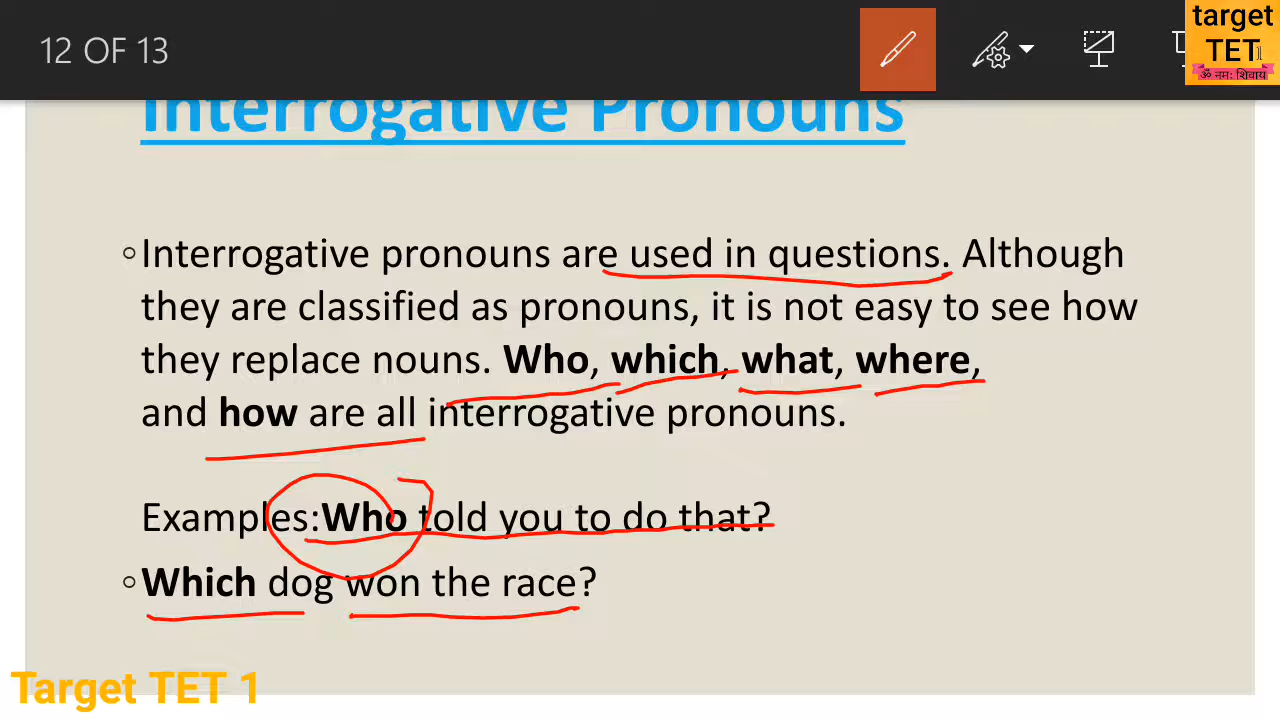 12 OF 13
target
TET
ॐ नमः शिवाय
Interrogative Pronouns
◦Interrogative pronouns are used in questions. Although
they are classified as pronouns, it is not easy to see how
they replace nouns. Who, which, what, where,
and how are all interrogative pronouns.
Examples:Who told you to do that?
◦Which dog won the race?
Target TET 1